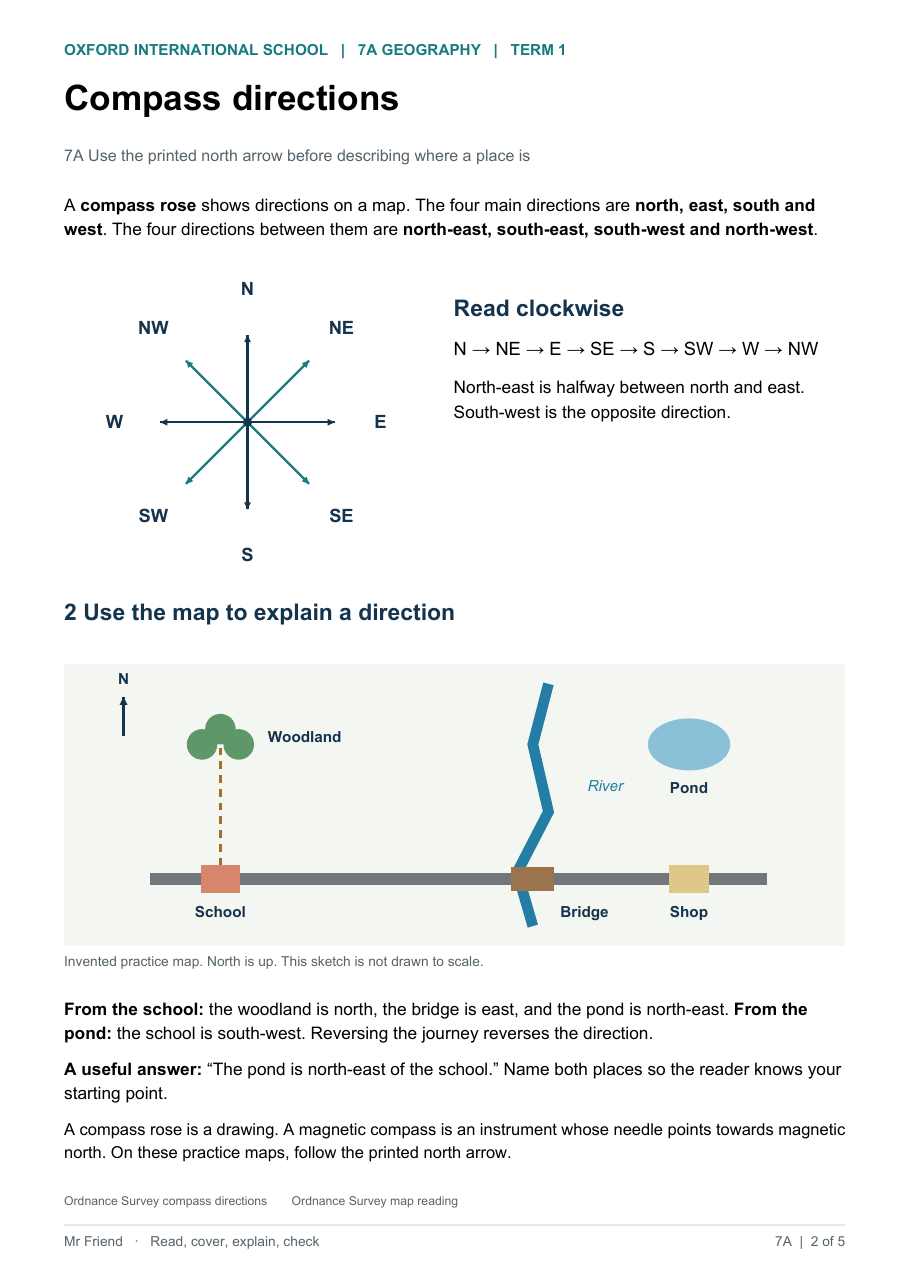 OXFORD INTERNATIONAL SCHOOL | 7A GEOGRAPHY | TERM 1
Compass directions
7A Use the printed north arrow before describing where a place is
A compass rose shows directions on a map. The four main directions are north, east, south and
west. The four directions between them are north-east, south-east, south-west and north-west.
N
NW
NE
W
E
SW
SE
S
Read clockwise
N → NE → E → SE → S → SW → W → NW
North-east is halfway between north and east.
South-west is the opposite direction.
2 Use the map to explain a direction
N
Woodland
River
Pond
School
Bridge
Shop
Invented practice map. North is up. This sketch is not drawn to scale.
From the school: the woodland is north, the bridge is east, and the pond is north-east. From the
pond: the school is south-west. Reversing the journey reverses the direction.
A useful answer: “The pond is north-east of the school.” Name both places so the reader knows your
starting point.
A compass rose is a drawing. A magnetic compass is an instrument whose needle points towards magnetic
north. On these practice maps, follow the printed north arrow.
Ordnance Survey compass directions Ordnance Survey map reading
Mr Friend · Read, cover, explain, check
7A | 2 of 5